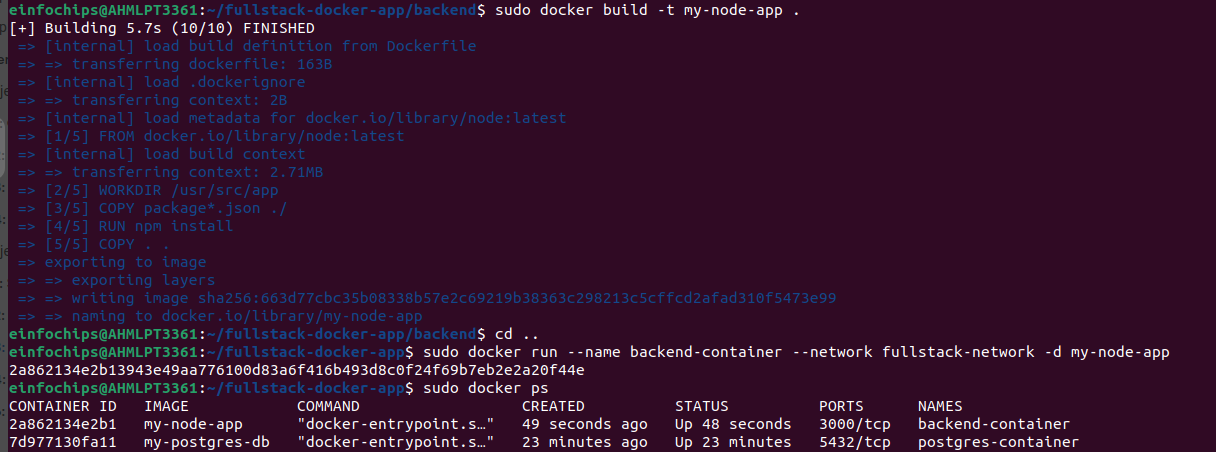 einfochips@AHMLPT3361:~/fullstack-docker-app/backend$ sudo docker build -t my-node-app .
[+] Building 5.7s (10/10) FINISHED
=> [internal] load build definition from Dockerfile
=> => transferring dockerfile: 163B
=> [internal] load .dockerignore
=> => transferring context: 2B
=> [internal] load metadata for docker.io/library/node:latest
=> [1/5] FROM docker.io/library/node:latest
=> [internal] load build context
=> => transferring context: 2.71MB
=> [2/5] WORKDIR /usr/src/app
=> [3/5] COPY package*.json ./
=> [4/5] RUN npm install
=> [5/5] COPY . .
=> exporting to image
=> => exporting layers
=> => writing image sha256:663d77cbc35b08338b57e2c69219b38363c298213c5cffcd2afad310f5473e99
=> => naming to docker.io/library/my-node-app
einfochips@AHMLPT3361:~/fullstack-docker-app/backend$ cd ..
einfochips@AHMLPT3361:~/fullstack-docker-app$ sudo docker run --name backend-container --network fullstack-network -d my-node-app
2a862134e2b13943e49aa776100d83a6f416b493d8c0f24f69b7eb2e2a20f44e
einfochips@AHMLPT3361:~/fullstack-docker-app$ sudo docker ps
CONTAINER ID   IMAGE            COMMAND                  CREATED          STATUS          PORTS      NAMES
2a862134e2b1   my-node-app      "docker-entrypoint.s…"   49 seconds ago   Up 48 seconds   3000/tcp   backend-container
7d977130fa11   my-postgres-db   "docker-entrypoint.s…"   23 minutes ago   Up 23 minutes   5432/tcp   postgres-container